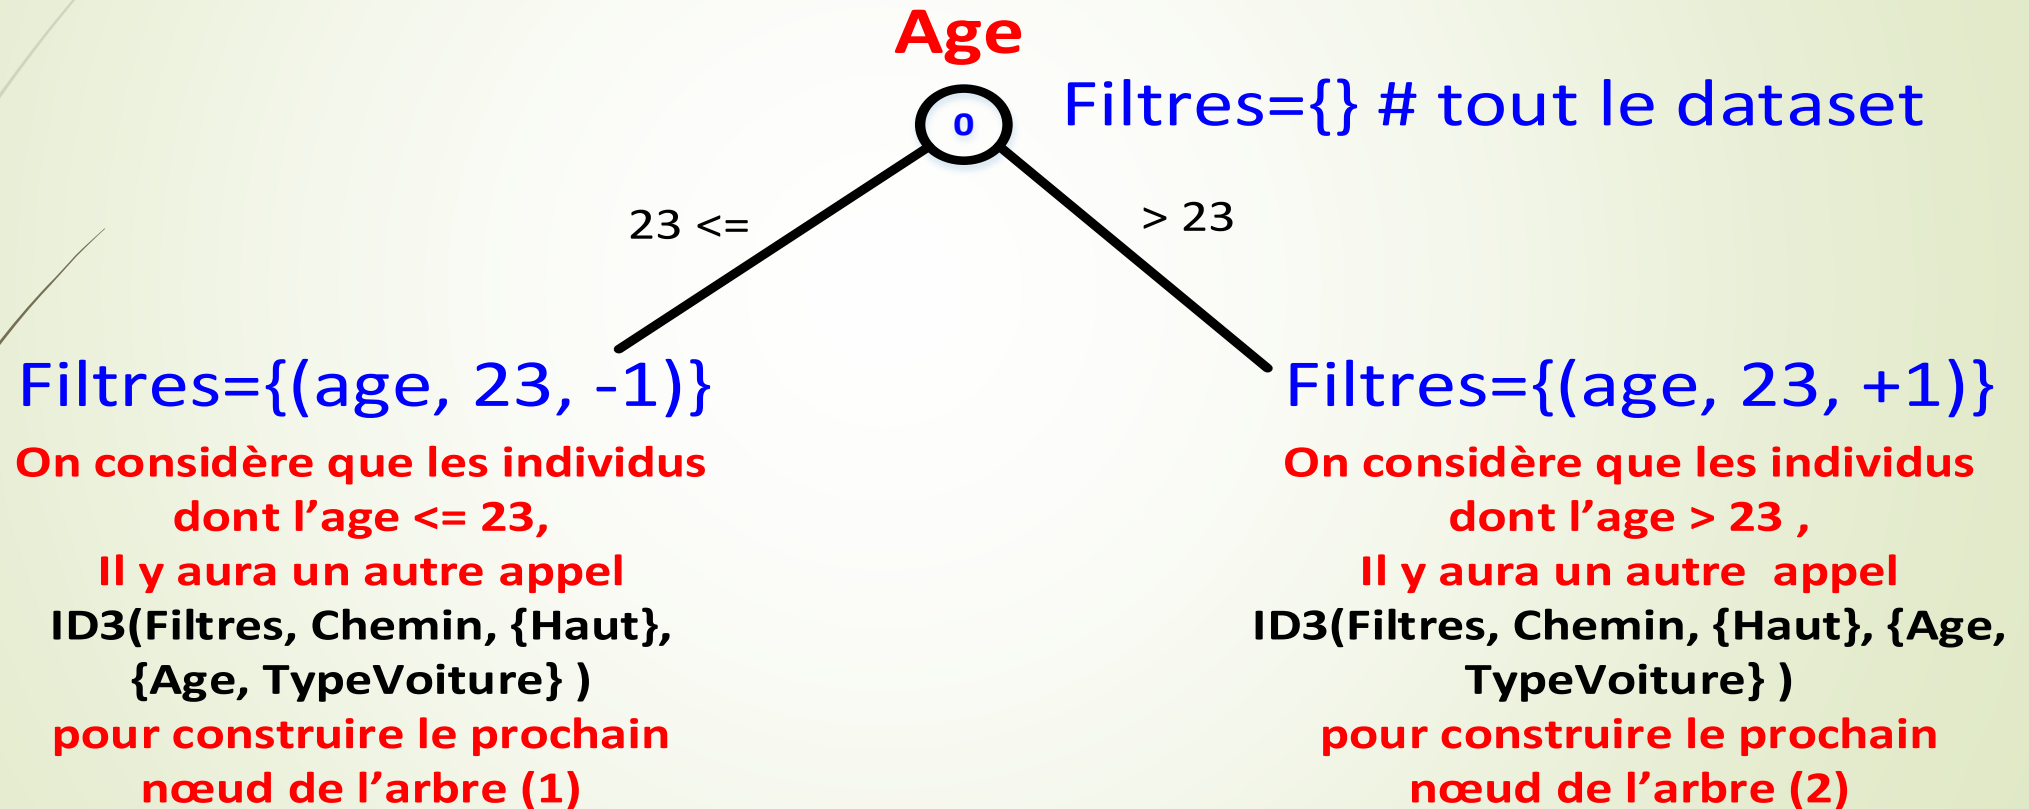 Age
0
Filtres={} # tout le dataset
23 <=
> 23
Filtres={(age, 23, -1)}
On considère que les individus
dont l’age <= 23,
Il y aura un autre appel
ID3(Filtres, Chemin, {Haut},
{Age, TypeVoiture} )
pour construire le prochain
nœud de l’arbre (1)
Filtres={(age, 23, +1)}
On considère que les individus
dont l’age > 23 ,
Il y aura un autre  appel
ID3(Filtres, Chemin, {Haut}, {Age,
TypeVoiture} )
pour construire le prochain
nœud de l’arbre (2)